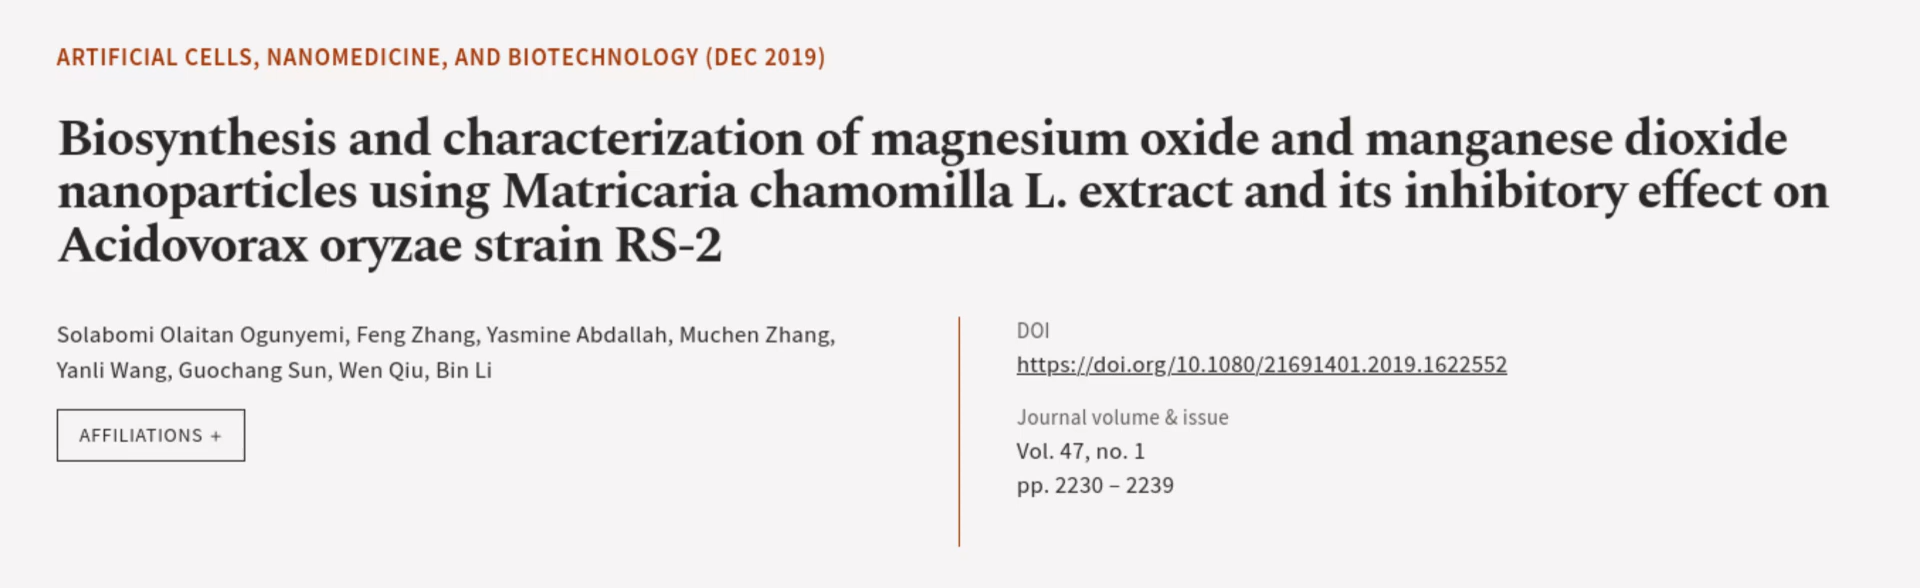 ARTIFICIAL CELLS, NANOMEDICINE, AND BIOTECHNOLOGY (DEC 2019)
Biosynthesis and characterization of magnesium oxide and manganese dioxide
nanoparticles using Matricaria chamomilla L. extract and its inhibitory effect on
Acidovorax oryzae strain RS-2
Solabomi Olaitan Ogunyemi, Feng Zhang, Yasmine Abdallah, Muchen Zhang,
Yanli Wang, Guochang Sun, Wen Qiu, Bin Li
AFFILIATIONS +
DOI
https://doi.org/10.1080/21691401.2019.1622552
Journal volume & issue
Vol. 47, no. 1
pp. 2230 – 2239